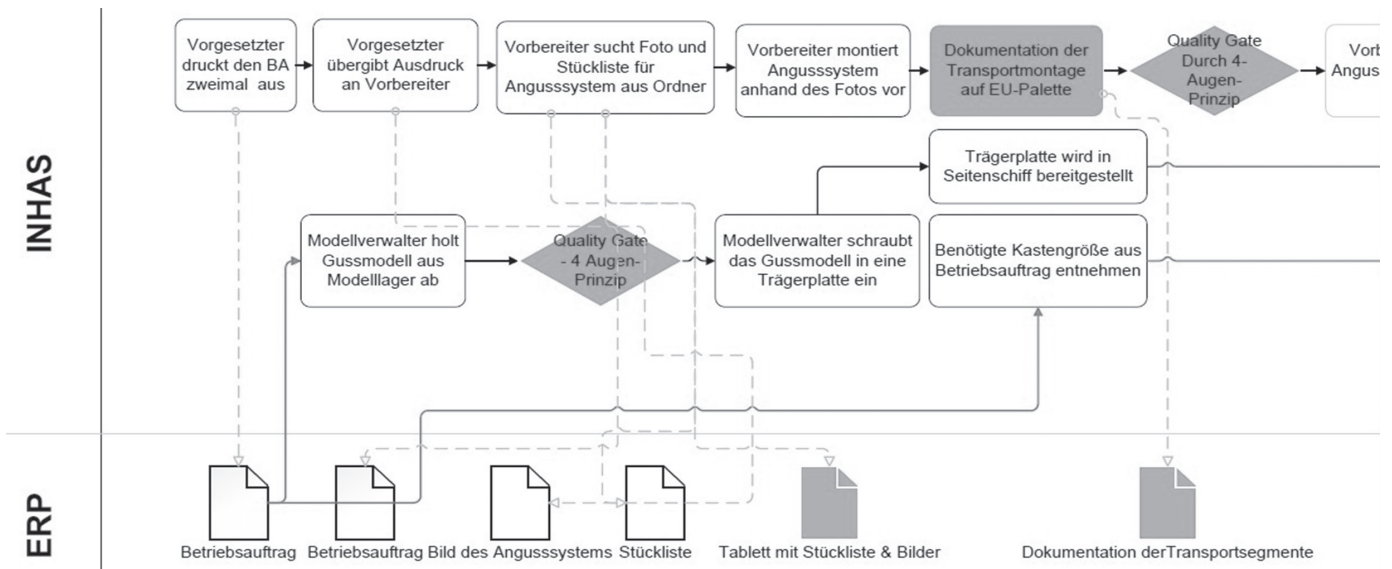 INHAS
Vorgesetzter
druckt den BA
zweimal aus
Vorgesetzter
übergibt Ausdruck
an Vorbereiter
Vorbereiter sucht Foto und
Stückliste für
Angusssystem aus Ordner
Vorbereiter montiert
Angusssystem
anhand des Fotos vor
Dokumentation der
Transportmontage
auf EU-Palette
Quality Gate
Durch 4-
Augen-
Prinzip
Vorb
Anguss
Trägerplatte wird in
Seitenschiff bereitgestellt
Modellverwalter holt
Gussmodell aus
Modelllager ab
Quality Gate
- 4 Augen-
Prinzip
Modellverwalter schraubt
das Gussmodell in eine
Trägerplatte ein
Benötigte Kastengröße aus
Betriebsauftrag entnehmen
ERP
Betriebsauftrag
Betriebsauftrag
Bild des Angusssystems
Stückliste
Tablett mit Stückliste & Bilder
Dokumentation derTransportsegmente